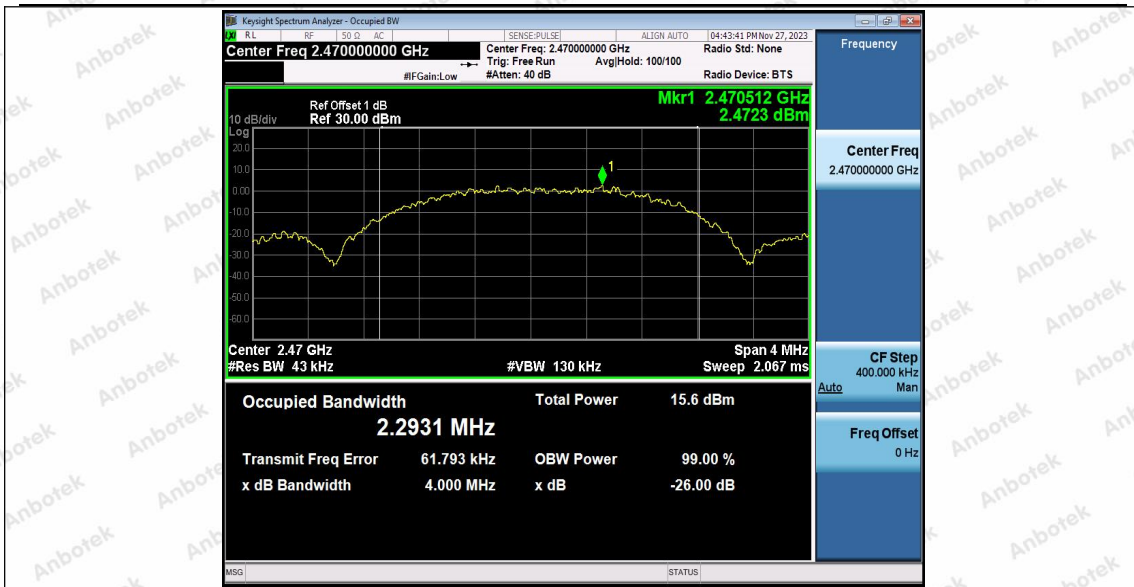 Keysight Spectrum Analyzer - Occupied BW
LXI RL RF 50 Ω AC SENSE:PULSE ALIGN AUTO 04:43:41 PM Nov 27, 2023
Center Freq 2.470000000 GHz
Center Freq: 2.470000000 GHz
Radio Std: None
Trig: Free Run
Avg|Hold: 100/100
#IFGain:Low
#Atten: 40 dB
Radio Device: BTS
Mkr1 2.470512 GHz
2.4723 dBm
Ref Offset 1 dB
10 dB/div Ref 30.00 dBm
Log
20.0
10.0
0.00
-10.0
-20.0
-30.0
-40.0
-50.0
-60.0
1
Center 2.47 GHz
Span 4 MHz
#Res BW 43 kHz
#VBW 130 kHz
Sweep 2.067 ms
Occupied Bandwidth
Total Power 15.6 dBm
2.2931 MHz
Transmit Freq Error 61.793 kHz
OBW Power 99.00 %
x dB Bandwidth 4.000 MHz
x dB -26.00 dB
MSG
STATUS
Frequency
Center Freq
2.470000000 GHz
CF Step
400.000 kHz
Auto Man
Freq Offset
0 Hz
Anbotek